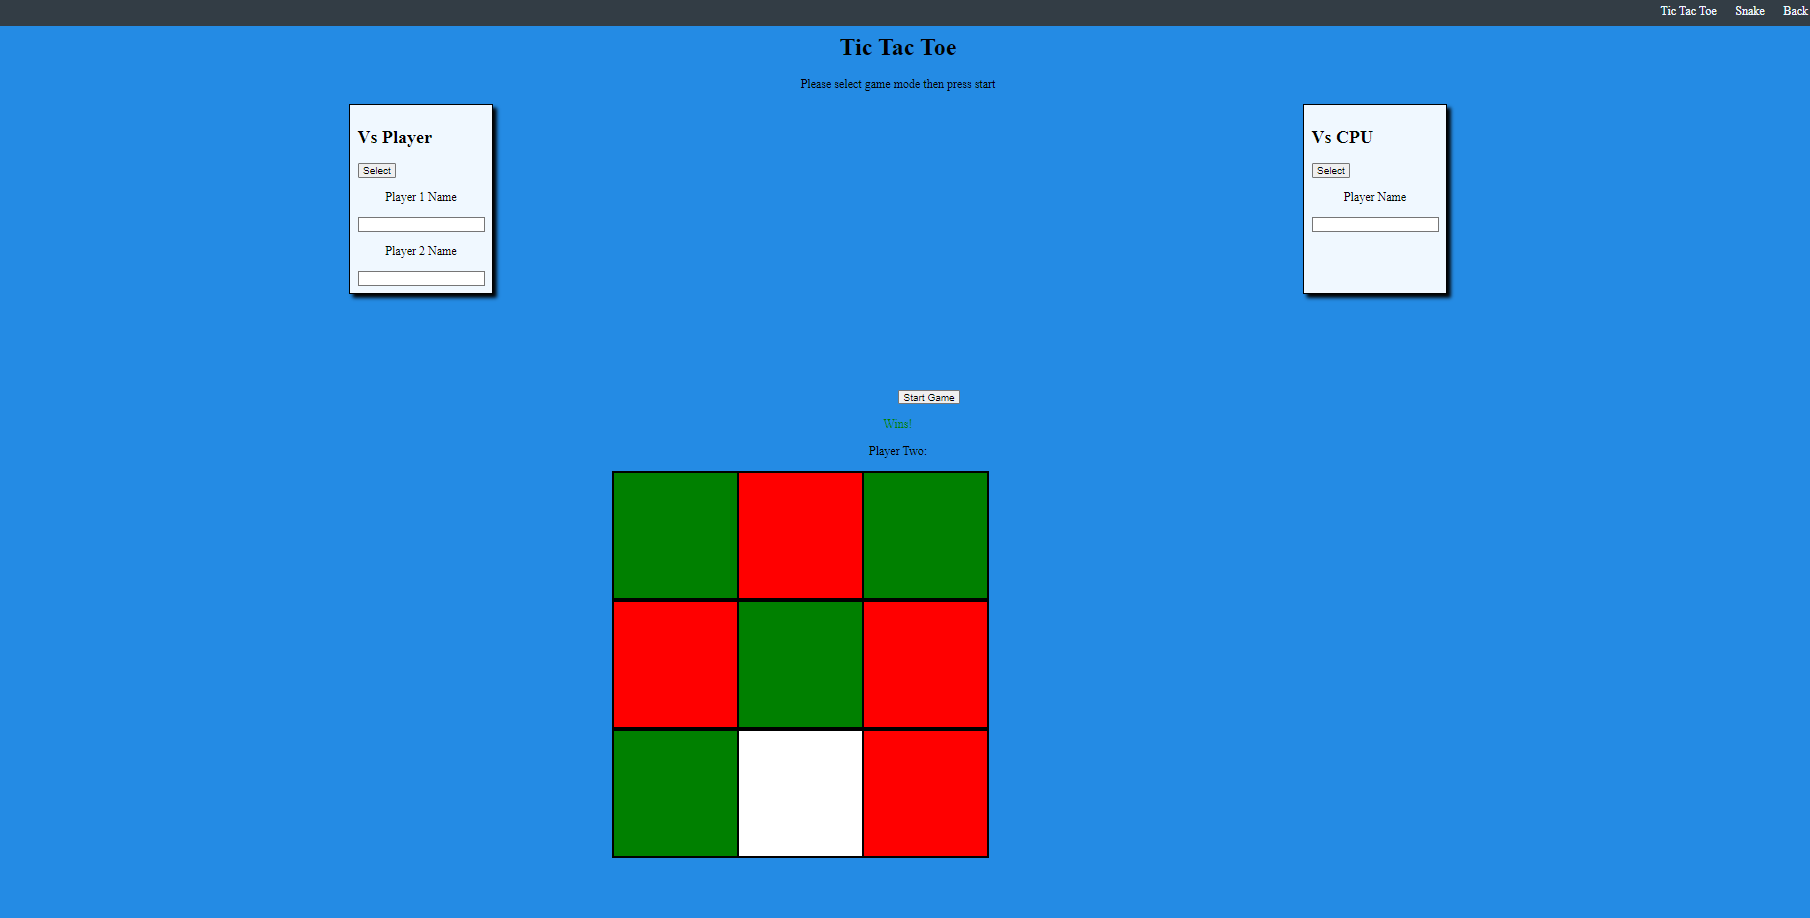 Tic Tac Toe Snake Back
Tic Tac Toe
Please select game mode then press start
Vs Player
Select
Player 1 Name
Player 2 Name
Vs CPU
Select
Player Name
Start Game
Wins!
Player Two: